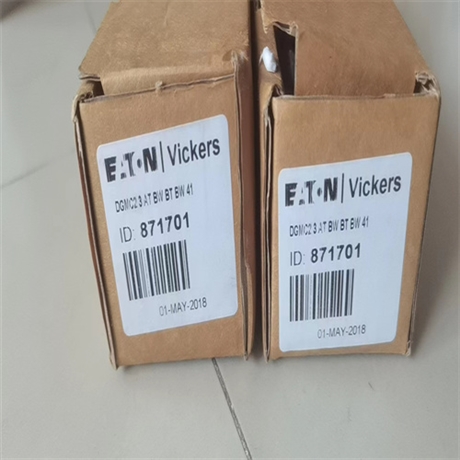 EATON | Vickers
DGMC2 3 AT BW BT BW 41
ID: 871701
01-MAY-2018
EATON | Vickers
DGMC2 3 AT BW BT BW 41
ID: 871701
01-MAY-2018